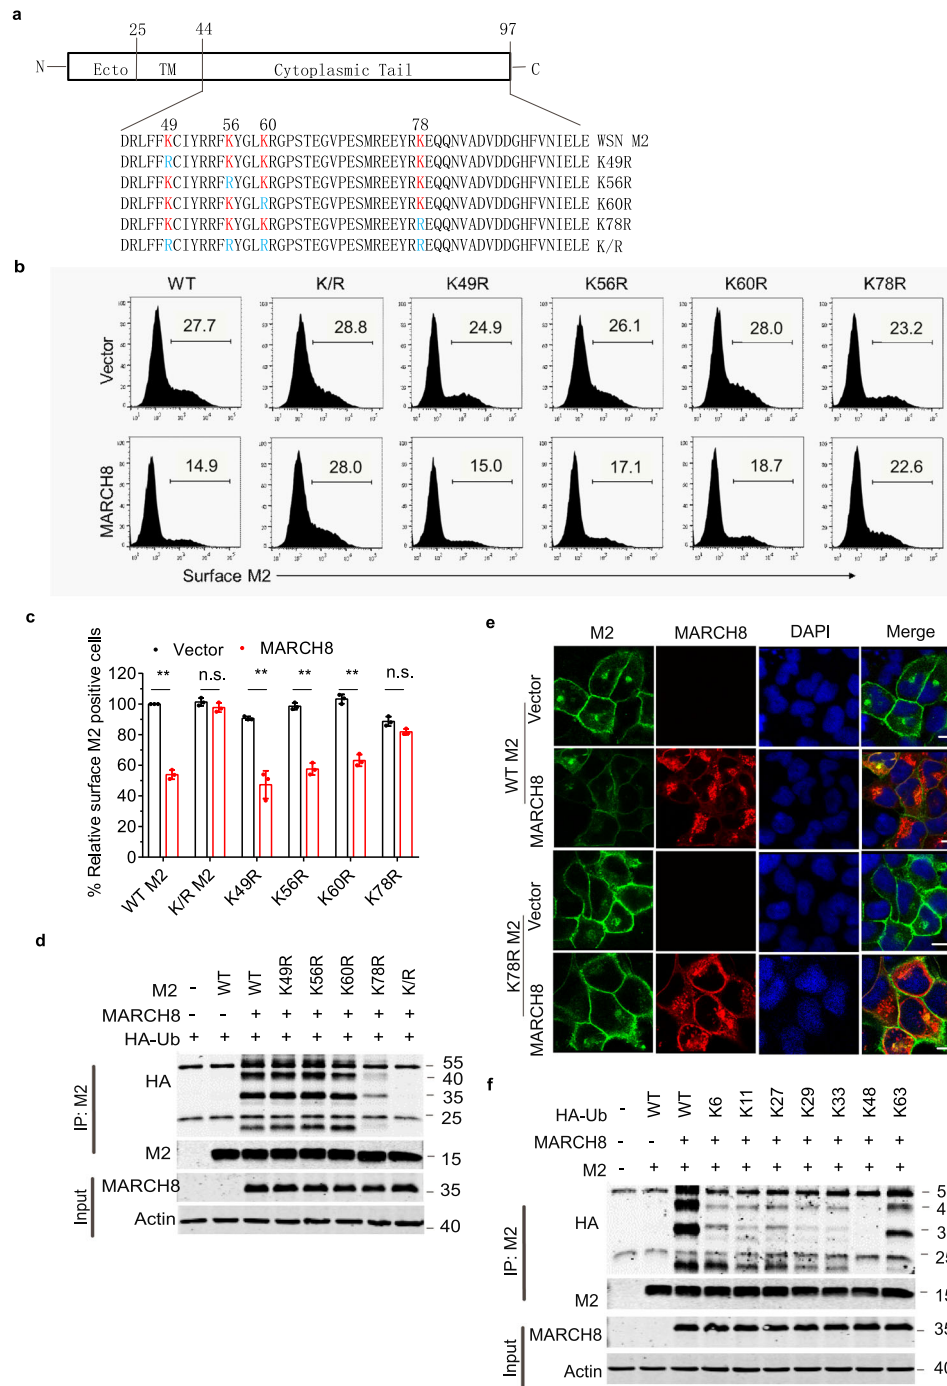 a
25 44 97
N Ecto TM Cytoplasmic Tail C
49 56 60 78
DRLFFKCIYRRFKYGLKRGPSTEGVPESMREEYRKEQQNVADVDDGHFVNIELE WSN M2
DRLFFRCIYRRFKYGLKRGPSTEGVPESMREEYRKEQQNVADVDDGHFVNIELE K49R
DRLFFKCIYRRFRYGLKRGPSTEGVPESMREEYRKEQQNVADVDDGHFVNIELE K56R
DRLFFKCIYRRFKYGLRRGPSTEGVPESMREEYRKEQQNVADVDDGHFVNIELE K60R
DRLFFKCIYRRFKYGLKRGPSTEGVPESMREEYRREQQNVADVDDGHFVNIELE K78R
DRLFFRCIYRRFRYGLRRGPSTEGVPESMREEYRREQQNVADVDDGHFVNIELE K/R
b
WT K/R K49R K56R K60R K78R
Vector 27.7 28.8 24.9 26.1 28.0 23.2
MARCH8 14.9 28.0 15.0 17.1 18.7 22.6
Surface M2
c
Vector MARCH8
% Relative surface M2 positive cells
120
100
80
60
40
20
0
** n.s. ** ** ** n.s.
WT M2 K/R M2 K49R K56R K60R K78R
d
M2 - WT WT K49R K56R K60R K78R K/R
MARCH8 - - + + + + + +
HA-Ub + + + + + + + +
IP: M2
HA
55
40
35
25
M2 15
Input
MARCH8 35
Actin 40
e
M2 MARCH8 DAPI Merge
WT M2
Vector
MARCH8
K78R M2
Vector
MARCH8
f
HA-Ub - WT WT K6 K11 K27 K29 K33 K48 K63
MARCH8 - - + + + + + + + +
M2 - + + + + + + + + +
IP: M2
HA
5
4
3
25
M2 15
Input
MARCH8 35
Actin 40